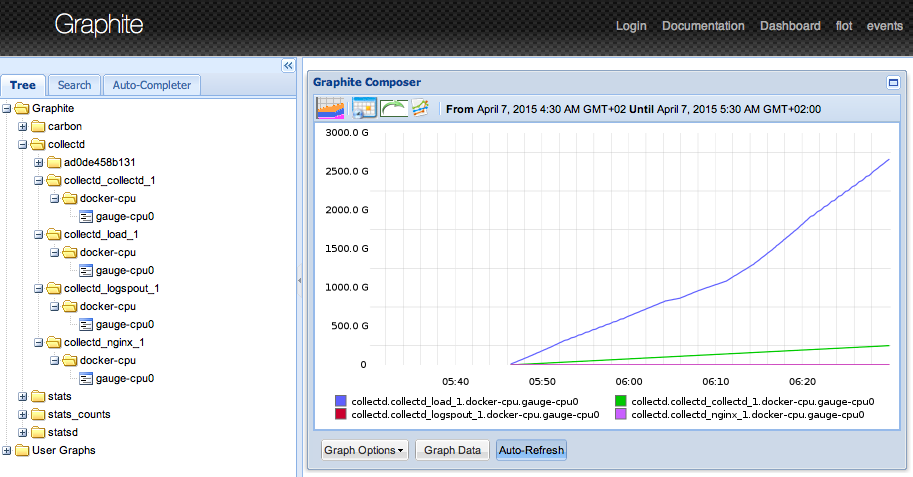 Graphite
Login Documentation Dashboard flot events
Tree Search Auto-Completer
Graphite
carbon
collectd
ad0de458b131
collectd_collectd_1
docker-cpu
gauge-cpu0
collectd_load_1
docker-cpu
gauge-cpu0
collectd_logspout_1
docker-cpu
gauge-cpu0
collectd_nginx_1
docker-cpu
gauge-cpu0
stats
stats_counts
statsd
User Graphs
Graphite Composer
From April 7, 2015 4:30 AM GMT+02 Until April 7, 2015 5:30 AM GMT+02:00
3000.0 G
2500.0 G
2000.0 G
1500.0 G
1000.0 G
500.0 G
0
05:40 05:50 06:00 06:10 06:20
collectd.collectd_load_1.docker-cpu.gauge-cpu0 collectd.collectd_collectd_1.docker-cpu.gauge-cpu0
collectd.collectd_logspout_1.docker-cpu.gauge-cpu0 collectd.collectd_nginx_1.docker-cpu.gauge-cpu0
Graph Options Graph Data Auto-Refresh